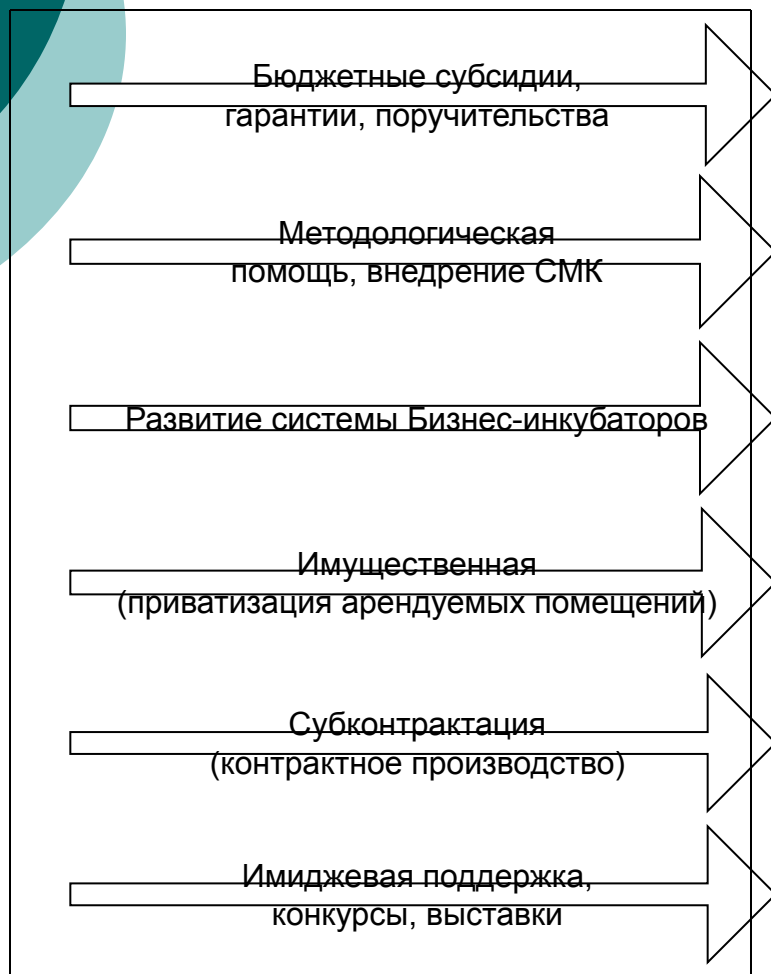 Бюджетные субсидии,
гарантии, поручительства
Методологическая
помощь, внедрение СМК
Развитие системы Бизнес-инкубаторов
Имущественная
(приватизация арендуемых помещений)
Субконтрактация
(контрактное производство)
Имиджевая поддержка,
конкурсы, выставки